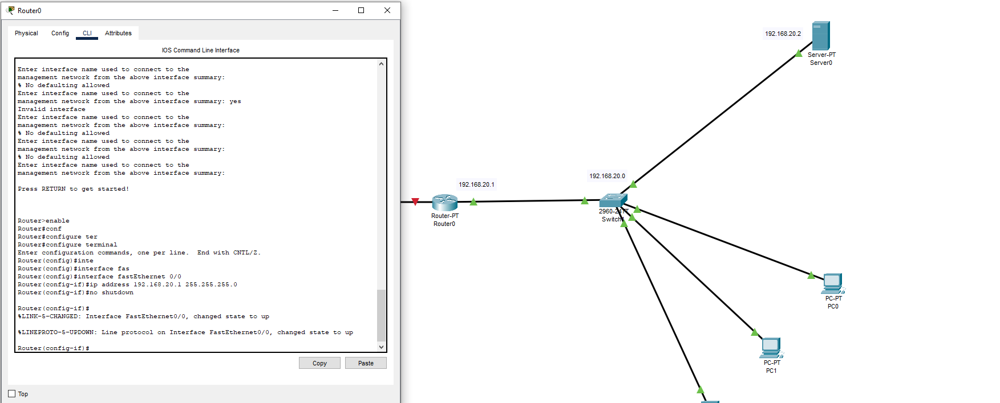 Router0
Physical Config CLI Attributes
IOS Command Line Interface
Enter interface name used to connect to the
management network from the above interface summary:
% No defaulting allowed
Enter interface name used to connect to the
management network from the above interface summary: yes
Invalid interface
Enter interface name used to connect to the
management network from the above interface summary:
% No defaulting allowed
Enter interface name used to connect to the
management network from the above interface summary:
% No defaulting allowed
Enter interface name used to connect to the
management network from the above interface summary:
Press RETURN to get started!
Router>enable
Router#conf
Router#configure ter
Router#configure terminal
Enter configuration commands, one per line.  End with CNTL/Z.
Router(config)#inte
Router(config)#interface fas
Router(config)#interface fastEthernet 0/0
Router(config-if)#ip address 192.168.20.1 255.255.255.0
Router(config-if)#no shutdown
Router(config-if)#
%LINK-5-CHANGED: Interface FastEthernet0/0, changed state to up
%LINEPROTO-5-UPDOWN: Line protocol on Interface FastEthernet0/0, changed state to up
Router(config-if)#
Copy Paste
Top
192.168.20.2
Server-PT
Server0
192.168.20.0
192.168.20.1
2960-24TT
Switch1
Router-PT
Router0
PC-PT
PC0
PC-PT
PC1